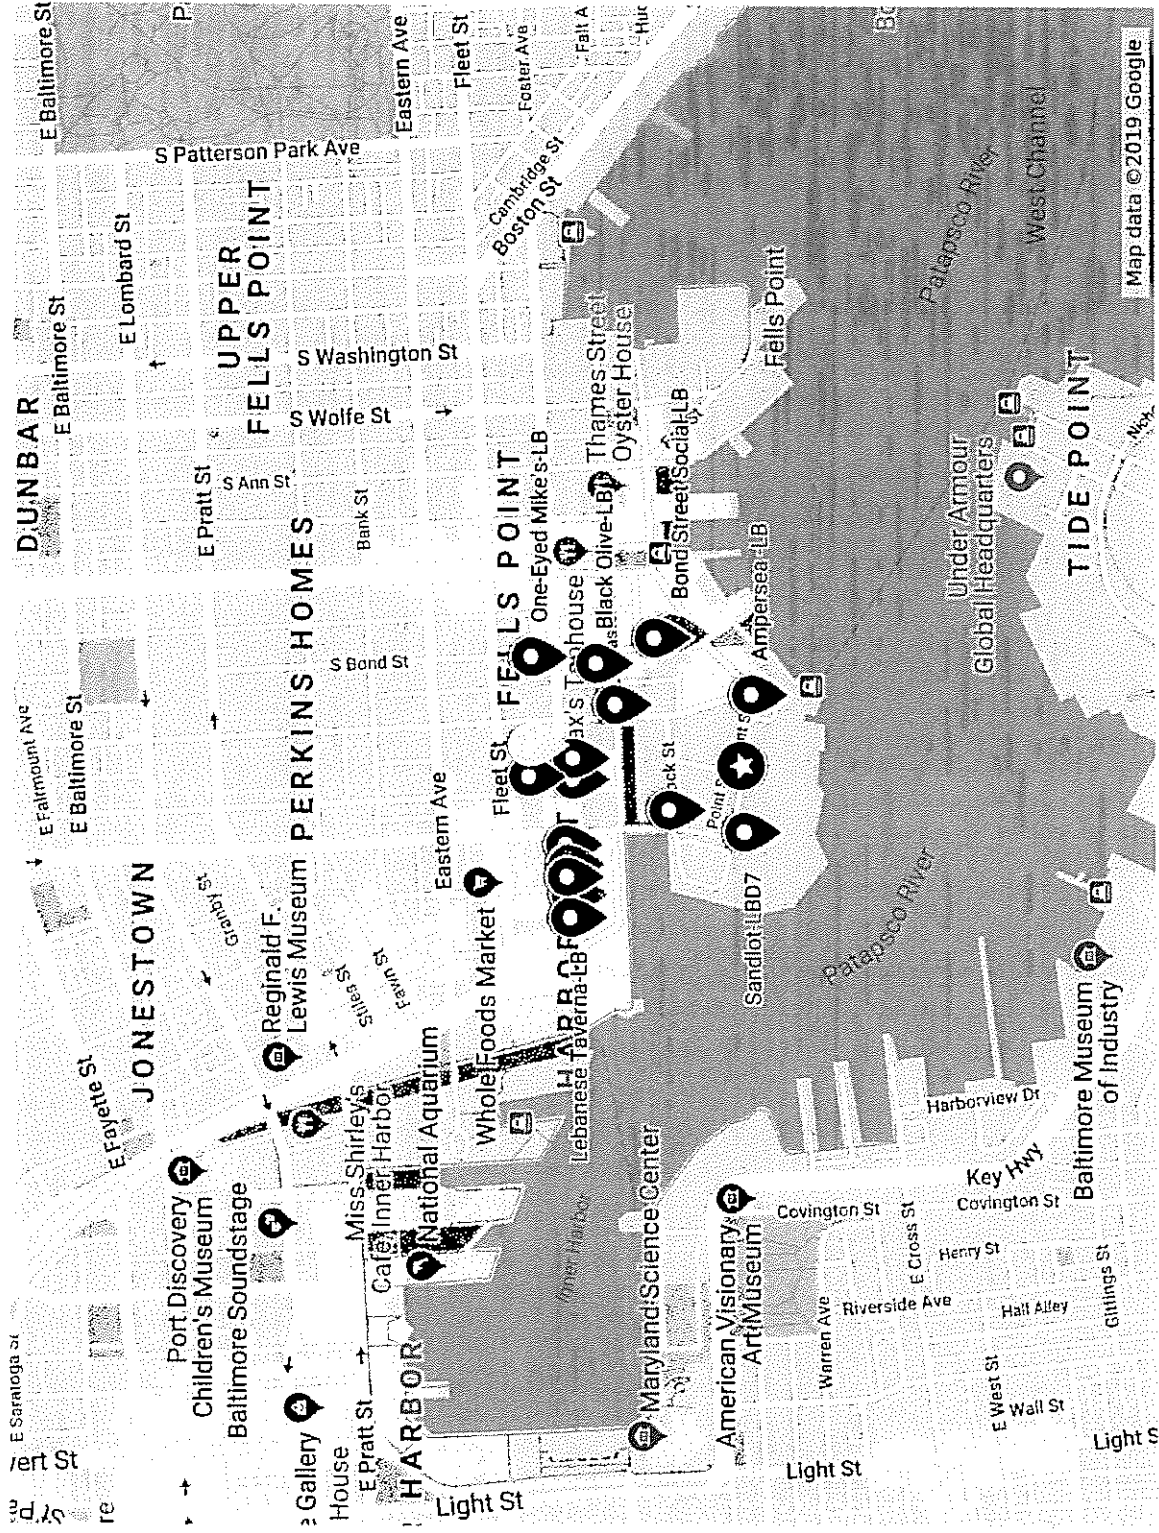 E Saratoga St
vert St
E Fayette St
E Fairmount Ave
E Baltimore St
DUNBAR
E Baltimore St
E Baltimore St
JONESTOWN
E Lombard St
Port Discovery
Children's Museum
Baltimore Soundstage
Granby St
E Pratt St
S Patterson Park Ave
UPPER
FELLS POINT
Reginald F.
Lewis Museum
PERKINS HOMES
S Ann St
S Wolfe St
S Washington St
Gallery
House
E Pratt St
Miss Shirley's
Cafe Inner Harbor
Stiles St
Fawn St
S Bond St
Bank St
HARBOR
National Aquarium
Eastern Ave
Eastern Ave
Light St
Whole Foods Market
Fleet St
FELLS POINT
Fleet St
Foster Ave
Cambridge St
Boston St
One-Eyed Mike's-LB
Lebanese Taverna-LB
Black Olive-LB
Thames Street
Oyster House
Inner Harbor
Maryland Science Center
Bond Street Social-LB
American Visionary
Art Museum
Sandlot-LBD7
Ampersea-LB
Fells Point
Light St
Covington St
Warren Ave
Riverside Ave
E Cross St
Patapsco River
Patapsco River
West Channel
Harborview Dr
Key Hwy
Covington St
Henry St
E West St
Wall St
Hall Alley
Gittings St
Light S
Under Armour
Global Headquarters
TIDE POINT
Baltimore Museum
of Industry
Map data ©2019 Google